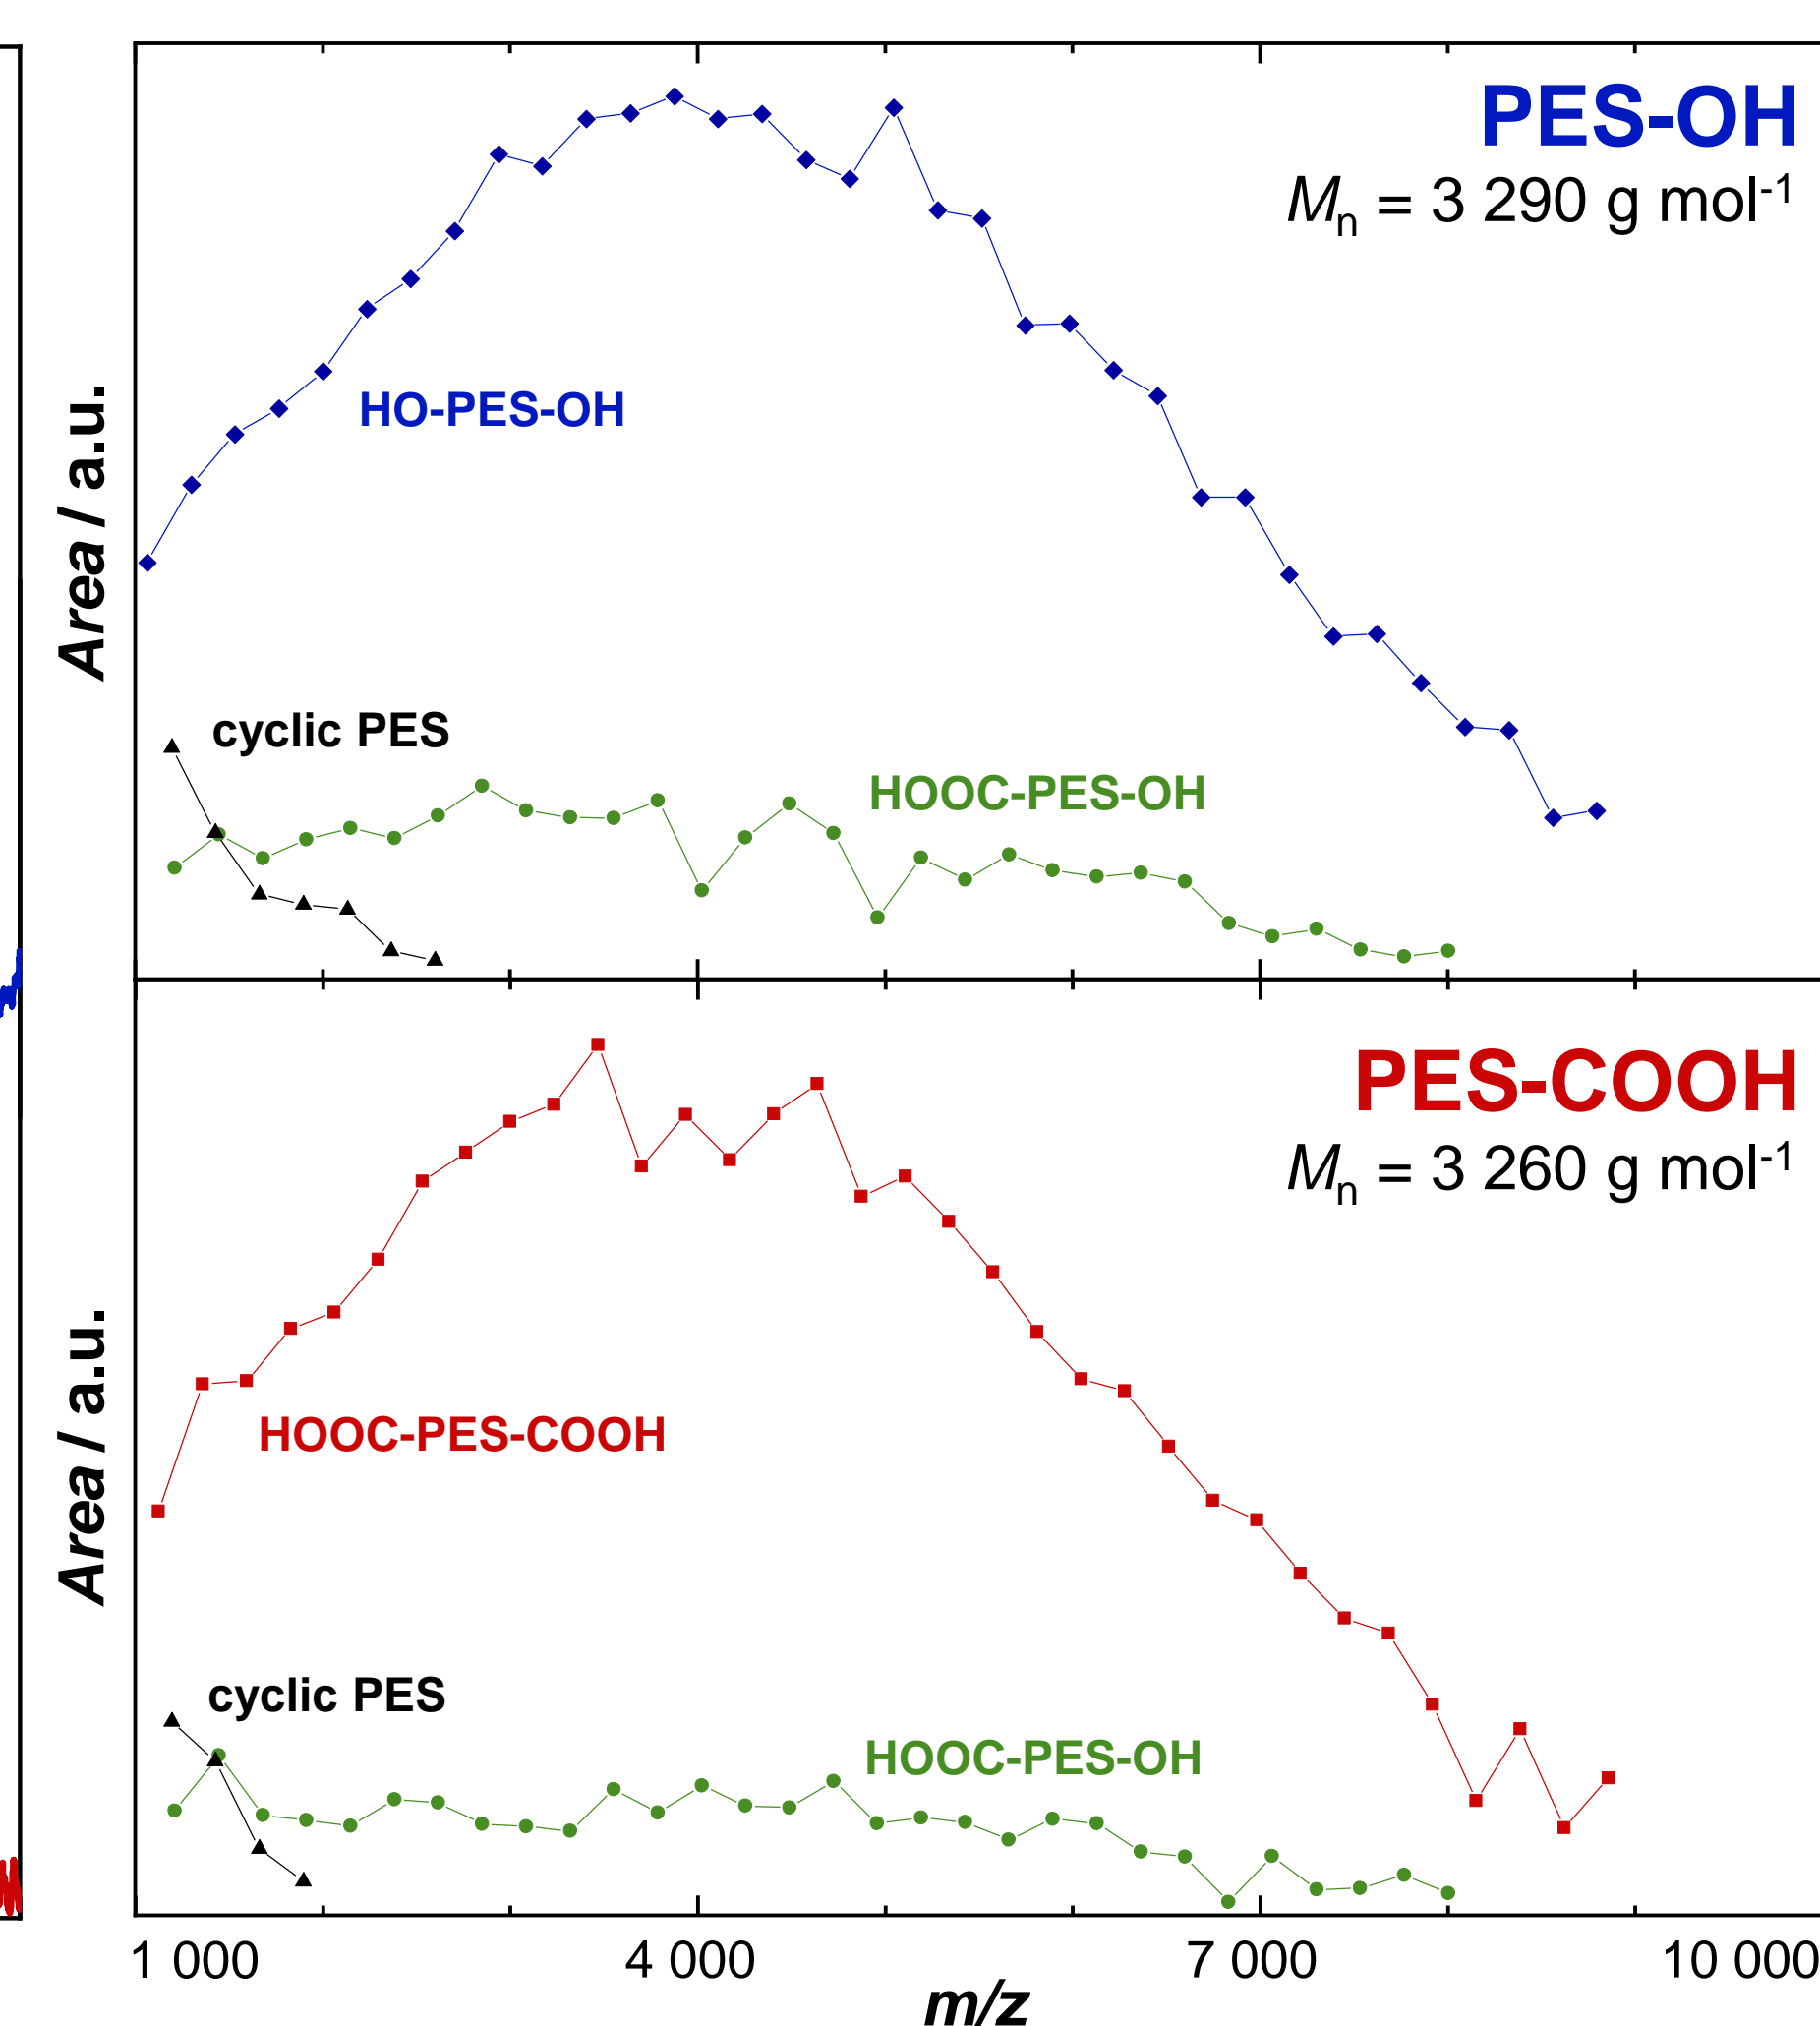 PES-OH
Mn = 3 290 g mol-1
HO-PES-OH
Area / a.u.
cyclic PES
HOOC-PES-OH
PES-COOH
Mn = 3 260 g mol-1
HOOC-PES-COOH
Area / a.u.
cyclic PES
HOOC-PES-OH
1 000 4 000 7 000 10 000
m/z